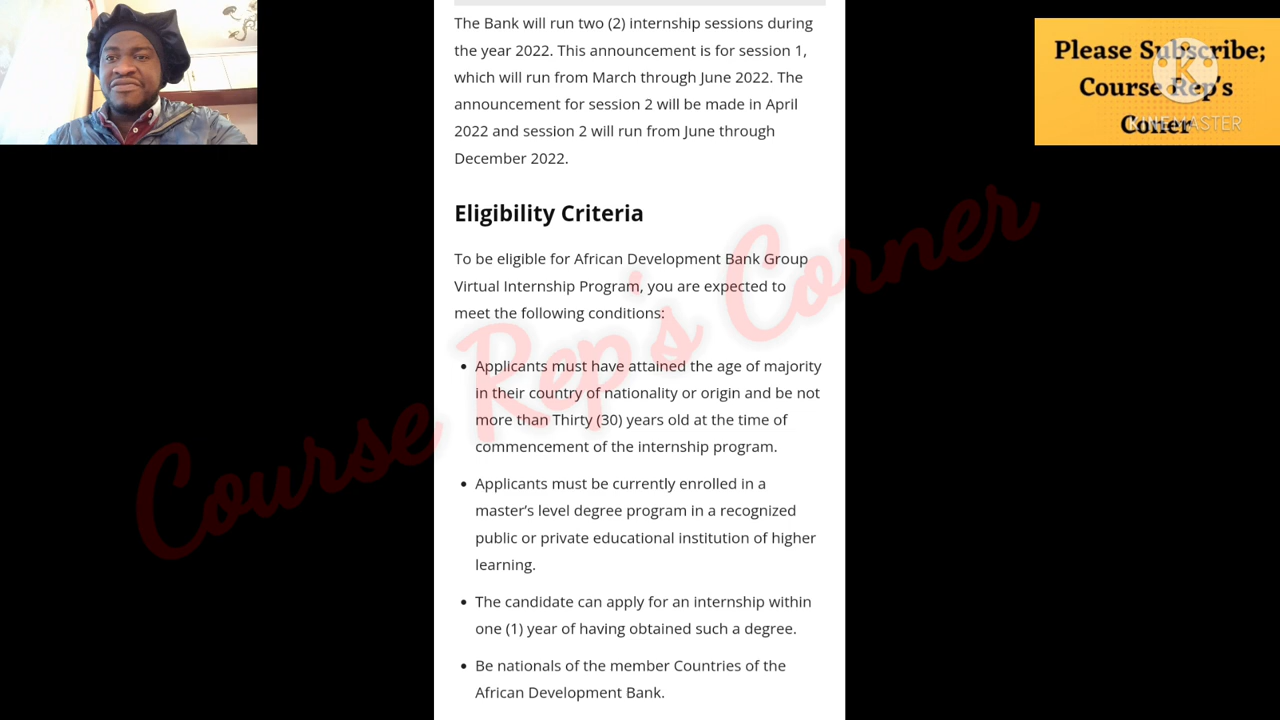 The Bank will run two (2) internship sessions during
the year 2022. This announcement is for session 1,
which will run from March through June 2022. The
announcement for session 2 will be made in April
2022 and session 2 will run from June through
December 2022.
Eligibility Criteria
To be eligible for African Development Bank Group
Virtual Internship Program, you are expected to
meet the following conditions:
• Applicants must have attained the age of majority
in their country of nationality or origin and be not
more than Thirty (30) years old at the time of
commencement of the internship program.
• Applicants must be currently enrolled in a
master’s level degree program in a recognized
public or private educational institution of higher
learning.
• The candidate can apply for an internship within
one (1) year of having obtained such a degree.
• Be nationals of the member Countries of the
African Development Bank.
Please Subscribe;
Course Rep's
Coner
K
KINEMASTER
Course Rep's Corner